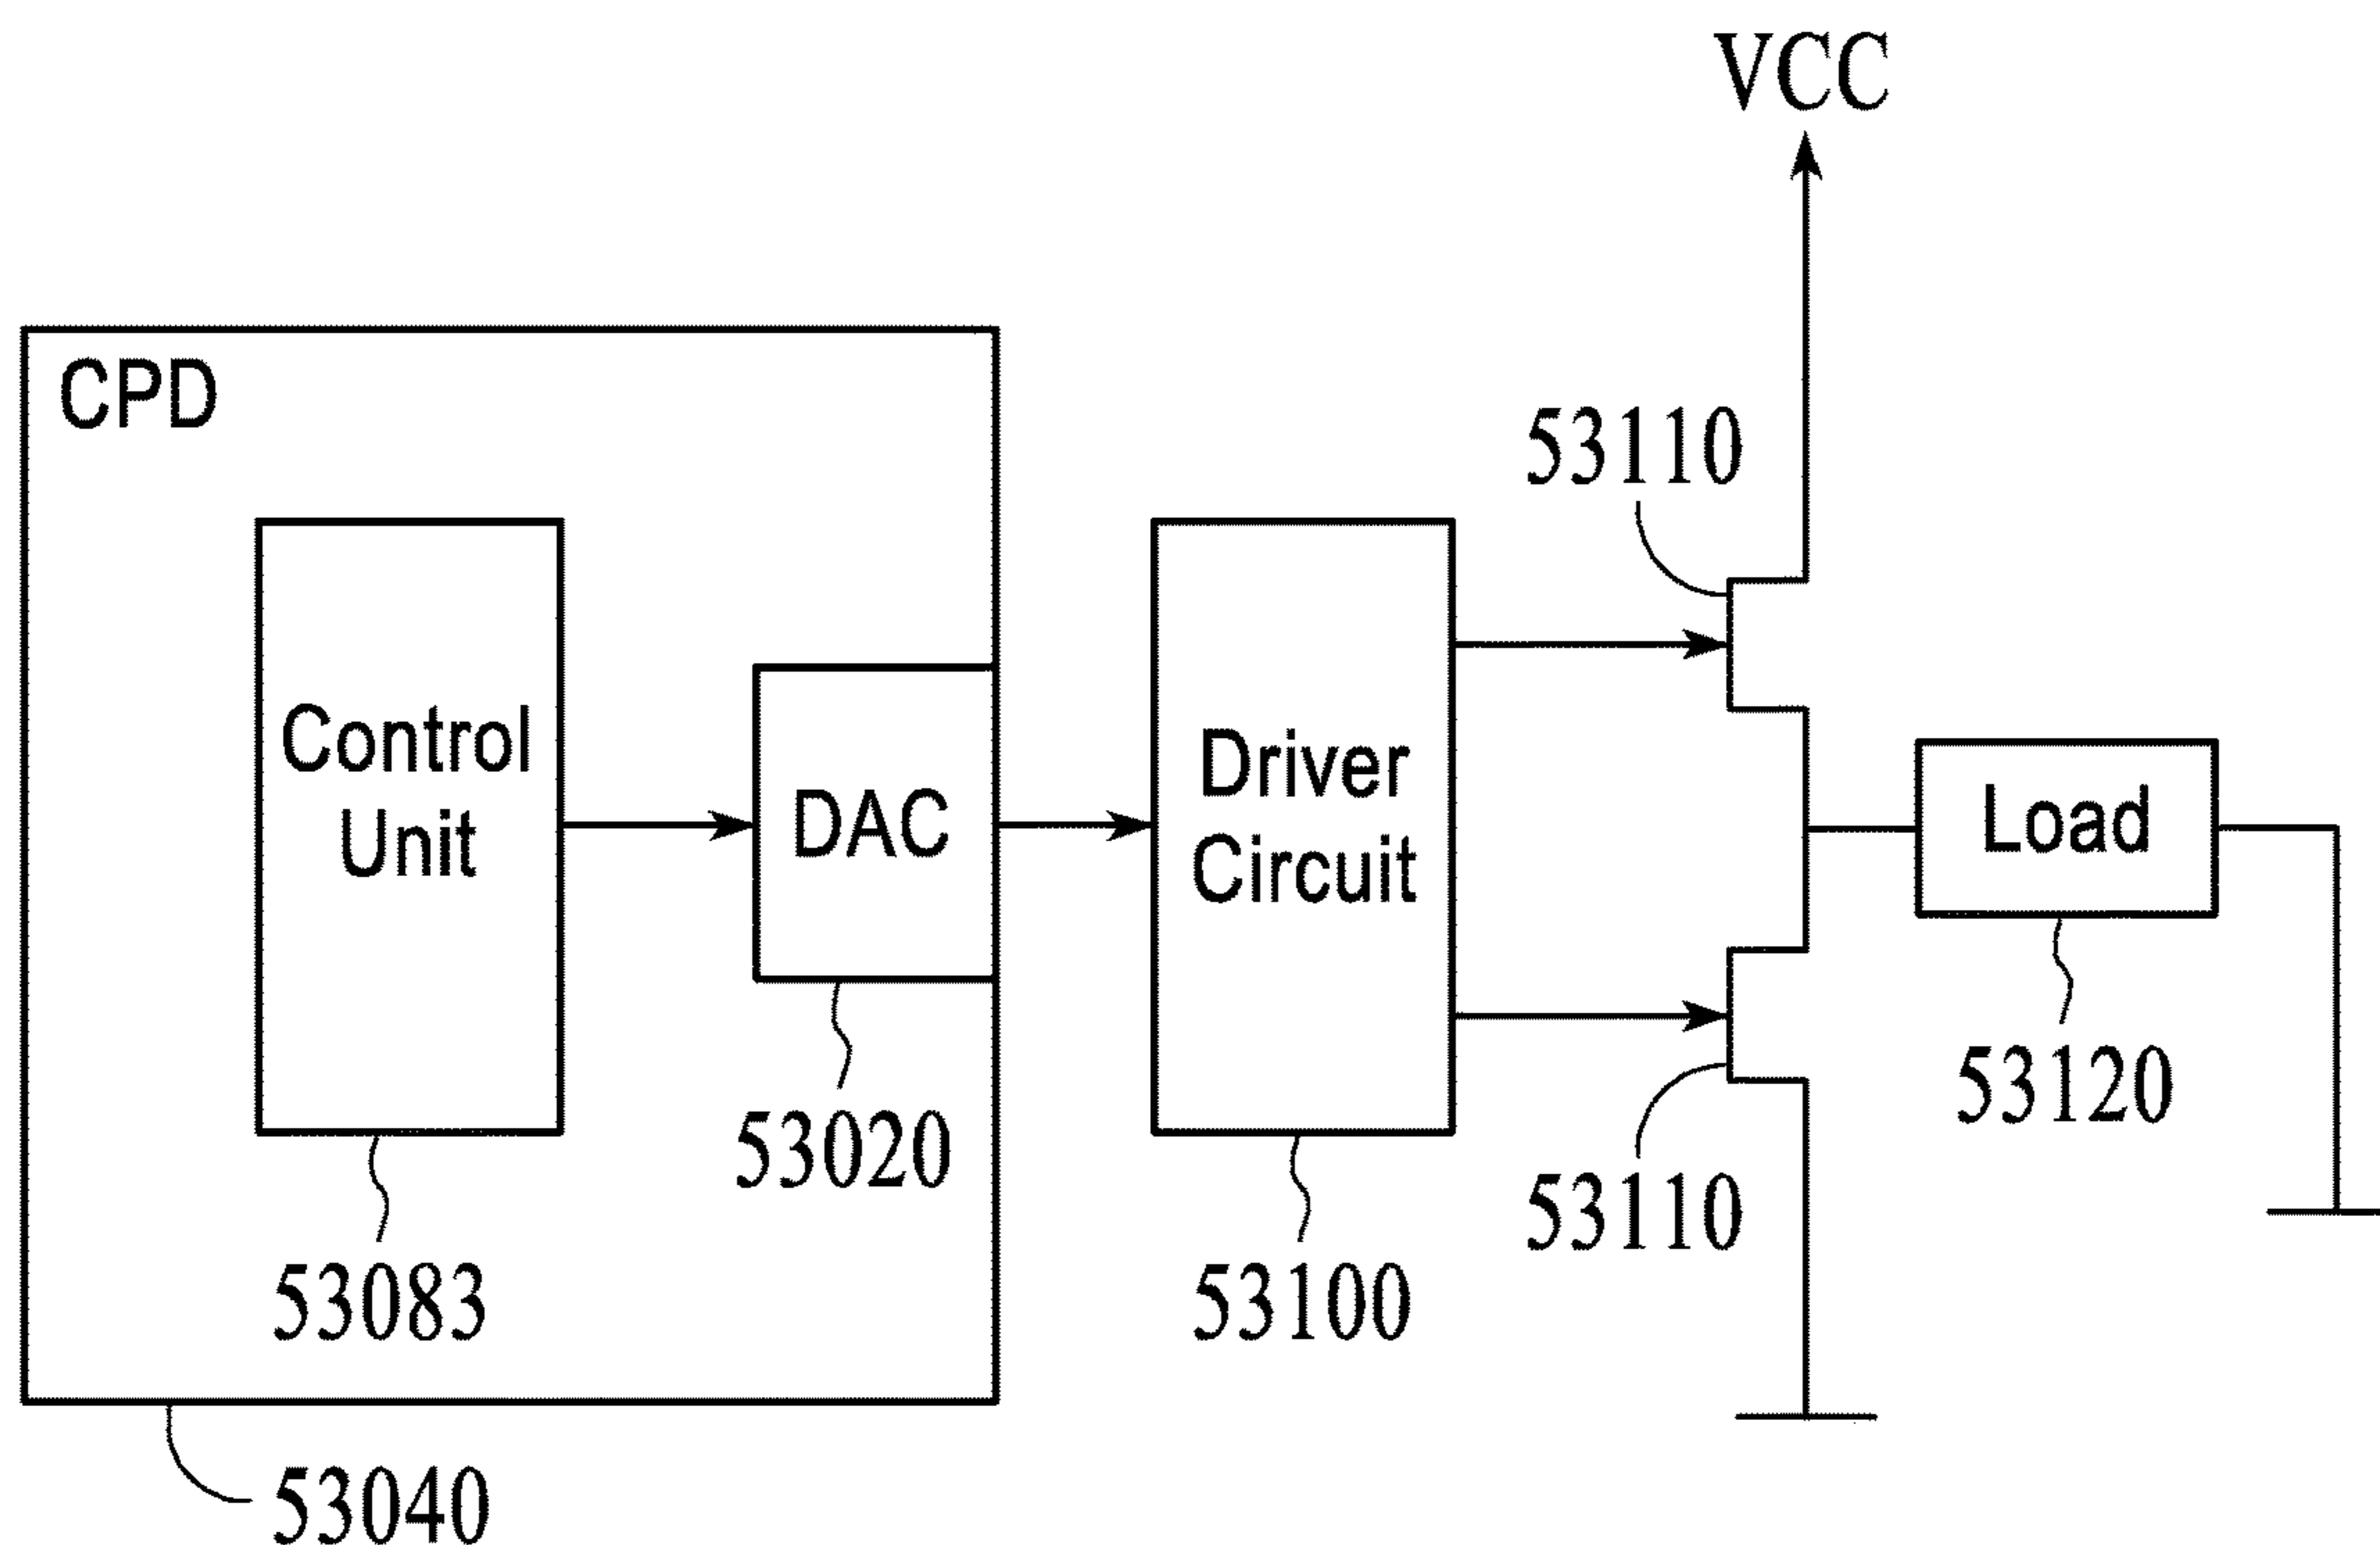 VCC
CPD
53110
Control
Unit
DAC
Driver
Circuit
Load
53020
53120
53083
53100
53110
53040